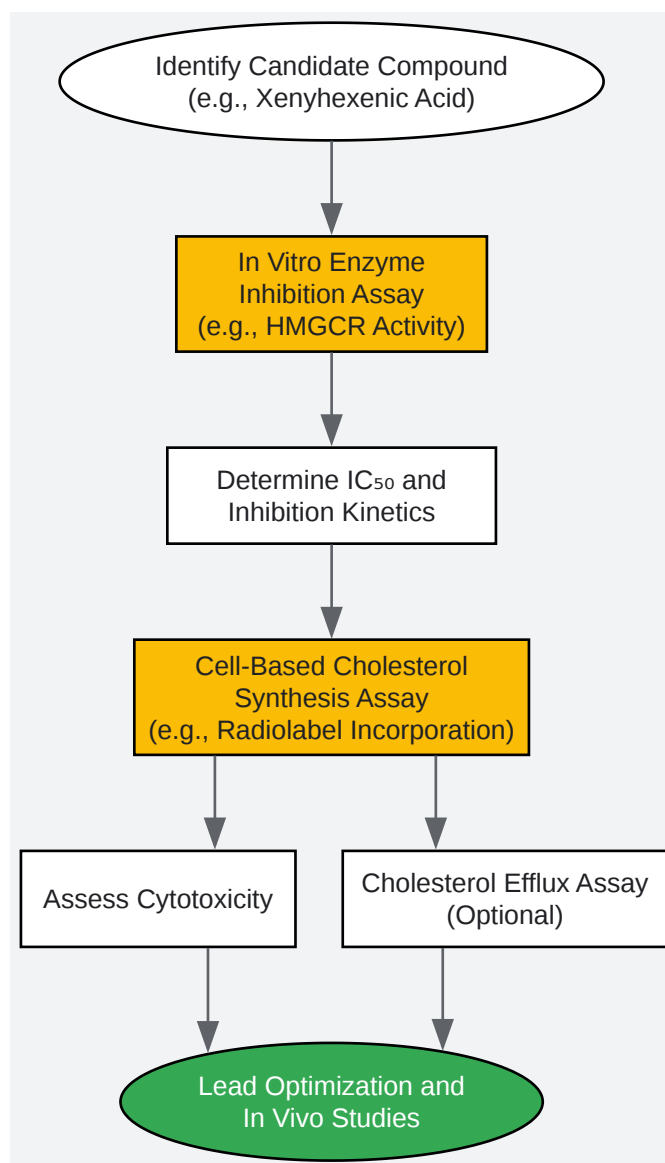 Identify Candidate Compound
(e.g., Xenyhexenic Acid)
In Vitro Enzyme
Inhibition Assay
(e.g., HMGCR Activity)
Determine IC₅₀ and
Inhibition Kinetics
Cell-Based Cholesterol
Synthesis Assay
(e.g., Radiolabel Incorporation)
Assess Cytotoxicity
Cholesterol Efflux Assay
(Optional)
Lead Optimization and
In Vivo Studies